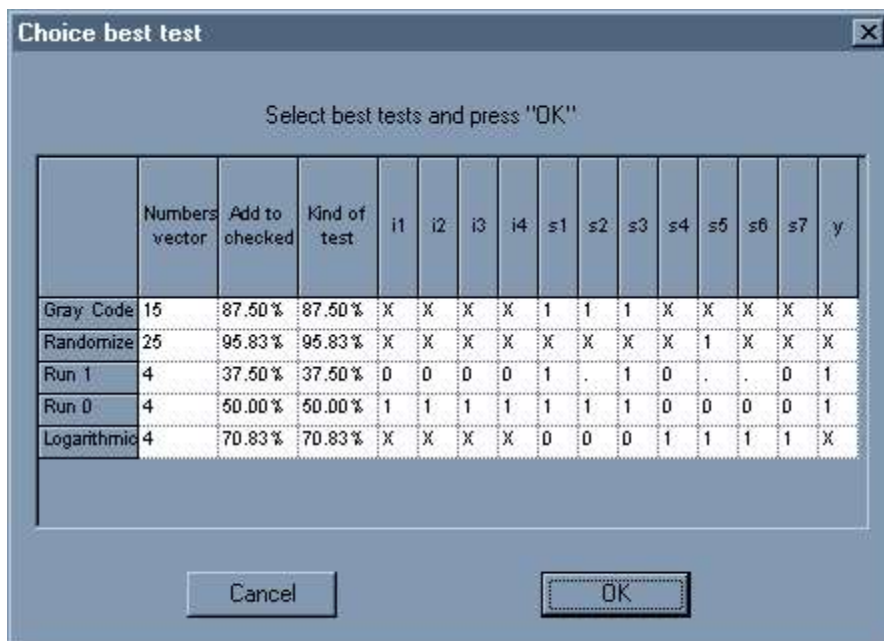 Choice best test
Select best tests and press "OK"
Numbers vector Add to checked Kind of test i1 i2 i3 i4 s1 s2 s3 s4 s5 s6 s7 y
Gray Code 15 87.50% 87.50% X X X X 1 1 1 X X X X X
Randomize 25 95.83% 95.83% X X X X X X X X 1 X X X
Run 1 4 37.50% 37.50% 0 0 0 0 1 . 1 0 . . 0 1
Run 0 4 50.00% 50.00% 1 1 1 1 1 1 1 0 0 0 0 1
Logarithmic 4 70.83% 70.83% X X X X 0 0 0 1 1 1 1 X
Cancel OK